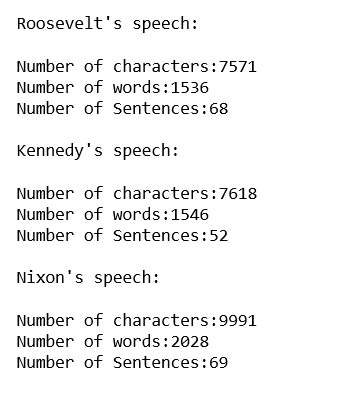 Roosevelt's speech:
Number of characters:7571
Number of words:1536
Number of Sentences:68
Kennedy's speech:
Number of characters:7618
Number of words:1546
Number of Sentences:52
Nixon's speech:
Number of characters:9991
Number of words:2028
Number of Sentences:69